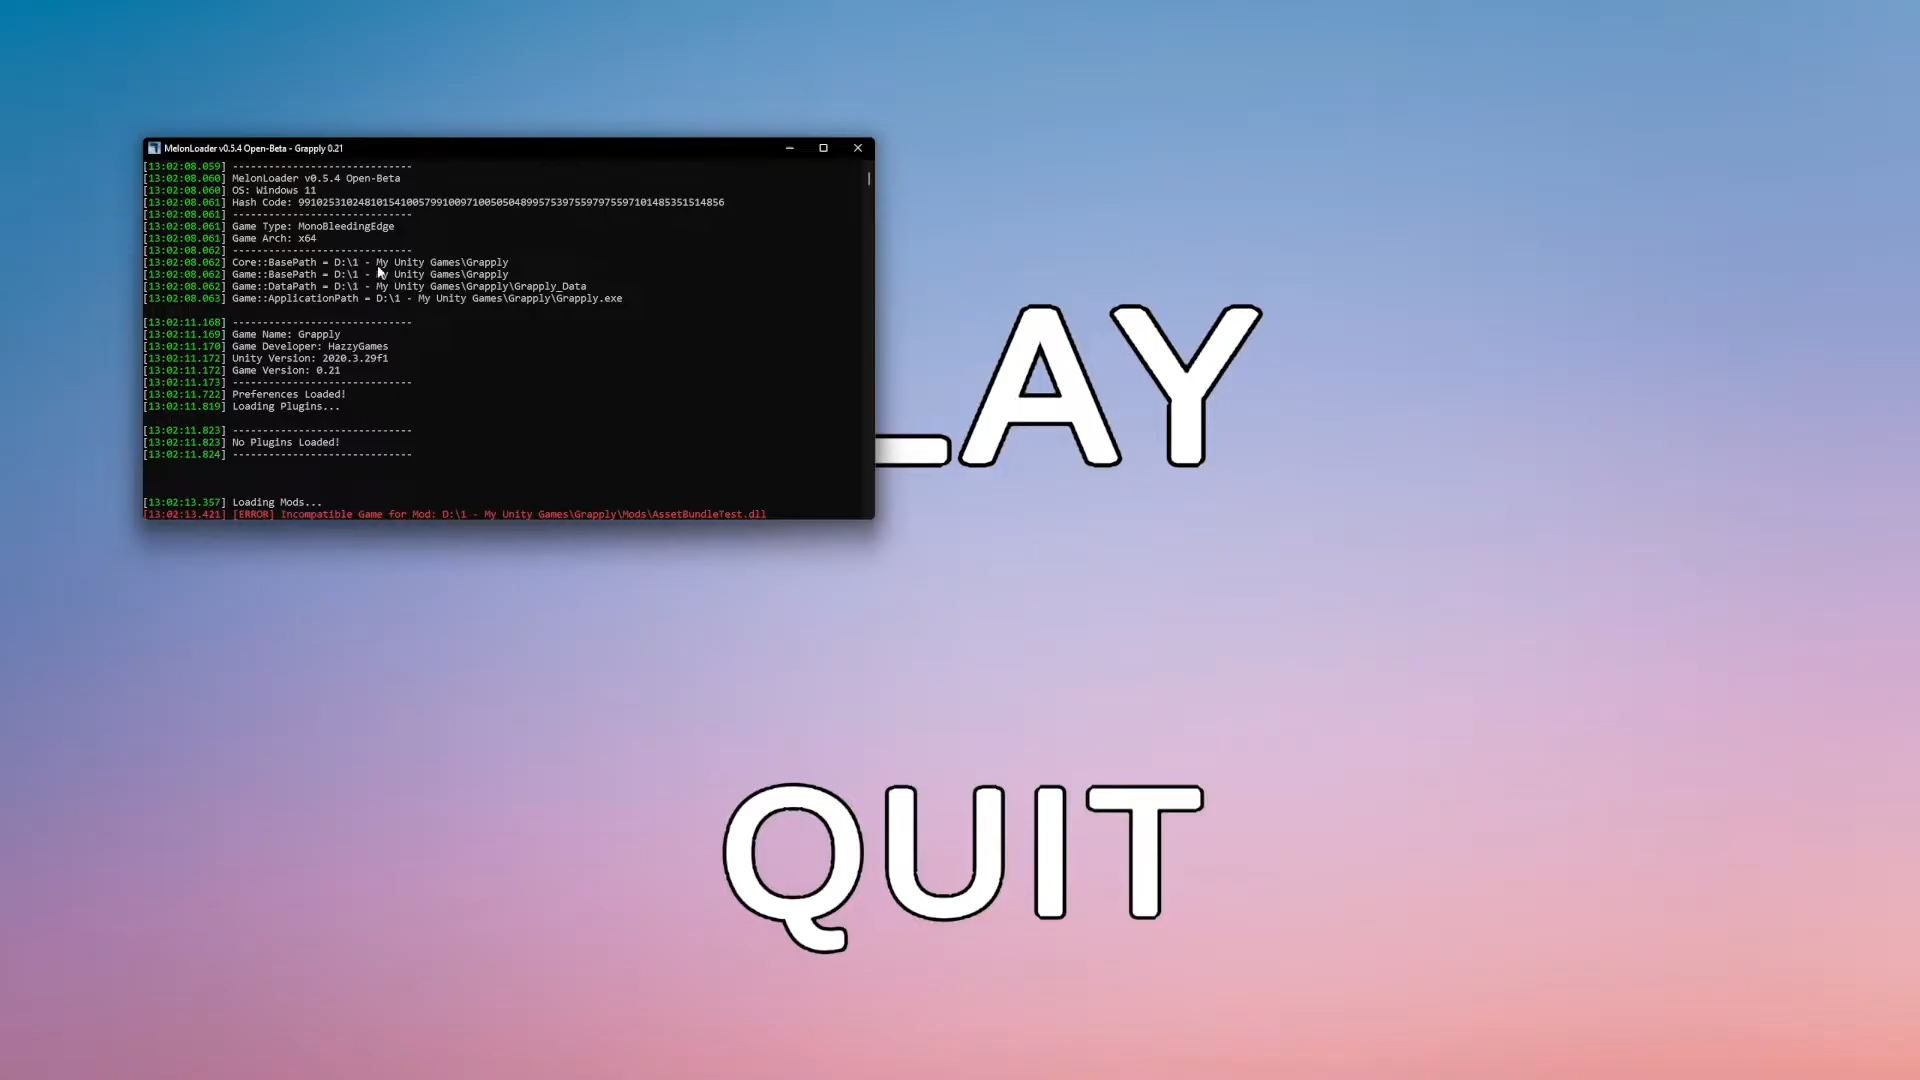 MelonLoader v0.5.4 Open-Beta - Grapply 0.21
[13:02:08.059] ------------------------------
[13:02:08.060] MelonLoader v0.5.4 Open-Beta
[13:02:08.060] OS: Windows 11
[13:02:08.061] Hash Code: 99102531024810154100579910097100505048995753975597975597101485351514856
[13:02:08.061] ------------------------------
[13:02:08.061] Game Type: MonoBleedingEdge
[13:02:08.061] Game Arch: x64
[13:02:08.062] ------------------------------
[13:02:08.062] Core::BasePath = D:\1 - My Unity Games\Grapply
[13:02:08.062] Game::BasePath = D:\1 - My Unity Games\Grapply
[13:02:08.062] Game::DataPath = D:\1 - My Unity Games\Grapply\Grapply_Data
[13:02:08.063] Game::ApplicationPath = D:\1 - My Unity Games\Grapply\Grapply.exe
[13:02:11.168] ------------------------------
[13:02:11.169] Game Name: Grapply
[13:02:11.170] Game Developer: HazzyGames
[13:02:11.172] Unity Version: 2020.3.29f1
[13:02:11.172] Game Version: 0.21
[13:02:11.173] ------------------------------
[13:02:11.722] Preferences Loaded!
[13:02:11.819] Loading Plugins...
[13:02:11.823] ------------------------------
[13:02:11.823] No Plugins Loaded!
[13:02:11.824] ------------------------------
[13:02:13.357] Loading Mods...
[13:02:13.421] [ERROR] Incompatible Game for Mod: D:\1 - My Unity Games\Grapply\Mods\AssetBundleTest.dll
LAY
QUIT